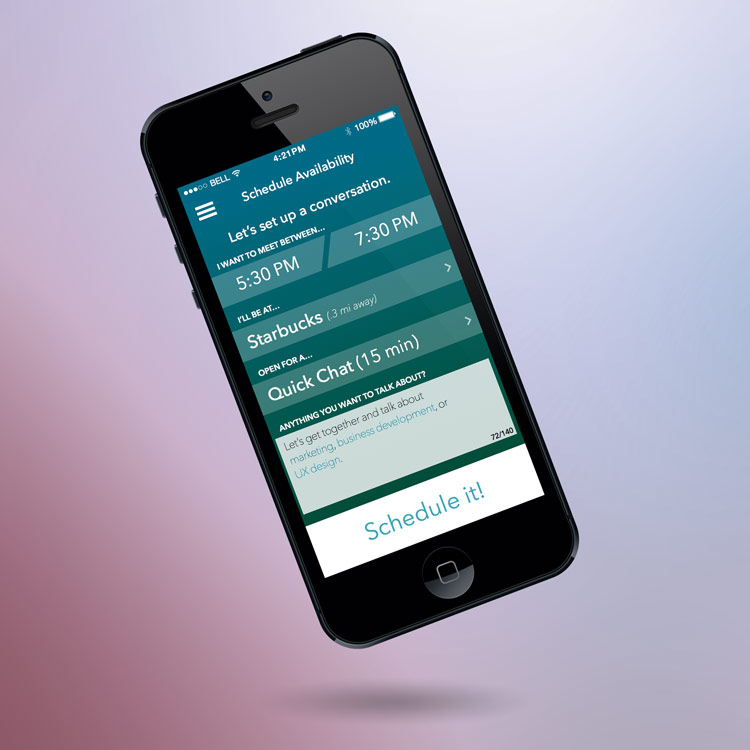 BELL 4:21 PM 100%
Schedule Availability
Let's set up a conversation.
I WANT TO MEET BETWEEN...
5:30 PM 7:30 PM
I'LL BE AT...
Starbucks (.3 mi away)
OPEN FOR A...
Quick Chat (15 min)
ANYTHING YOU WANT TO TALK ABOUT?
Let's get together and talk about
marketing, business development, or
UX design.
72/140
Schedule it!